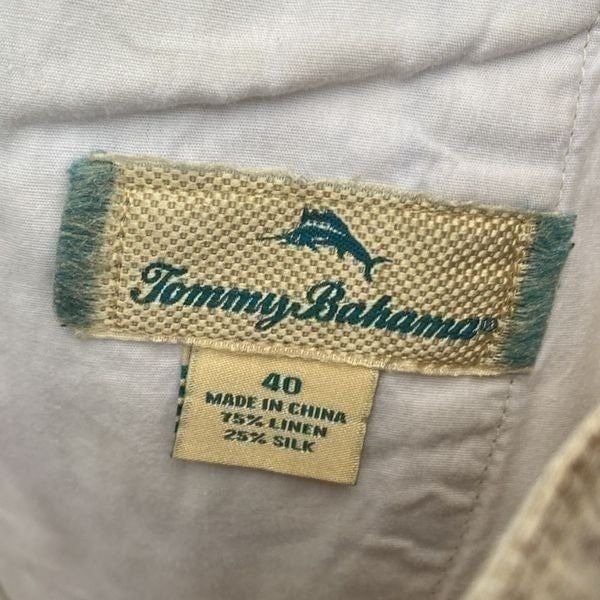 Tommy Bahama®
40
MADE IN CHINA
75% LINEN
25% SILK